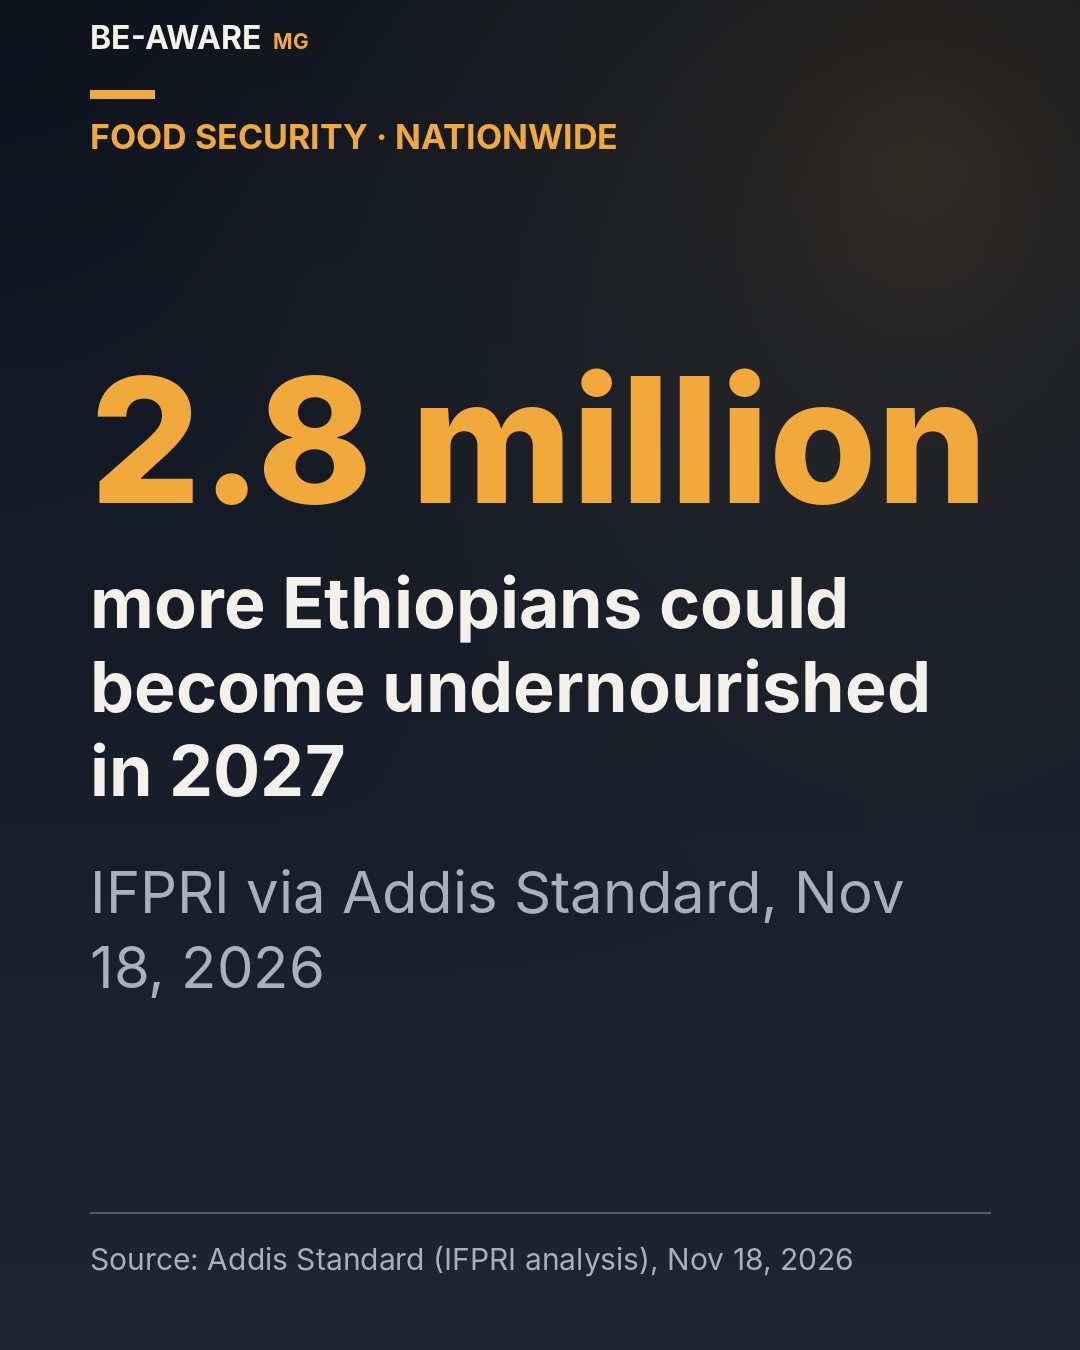 BE-AWARE MG
FOOD SECURITY · NATIONWIDE
2.8 million
more Ethiopians could
become undernourished
in 2027
IFPRI via Addis Standard, Nov
18, 2026
Source: Addis Standard (IFPRI analysis), Nov 18, 2026